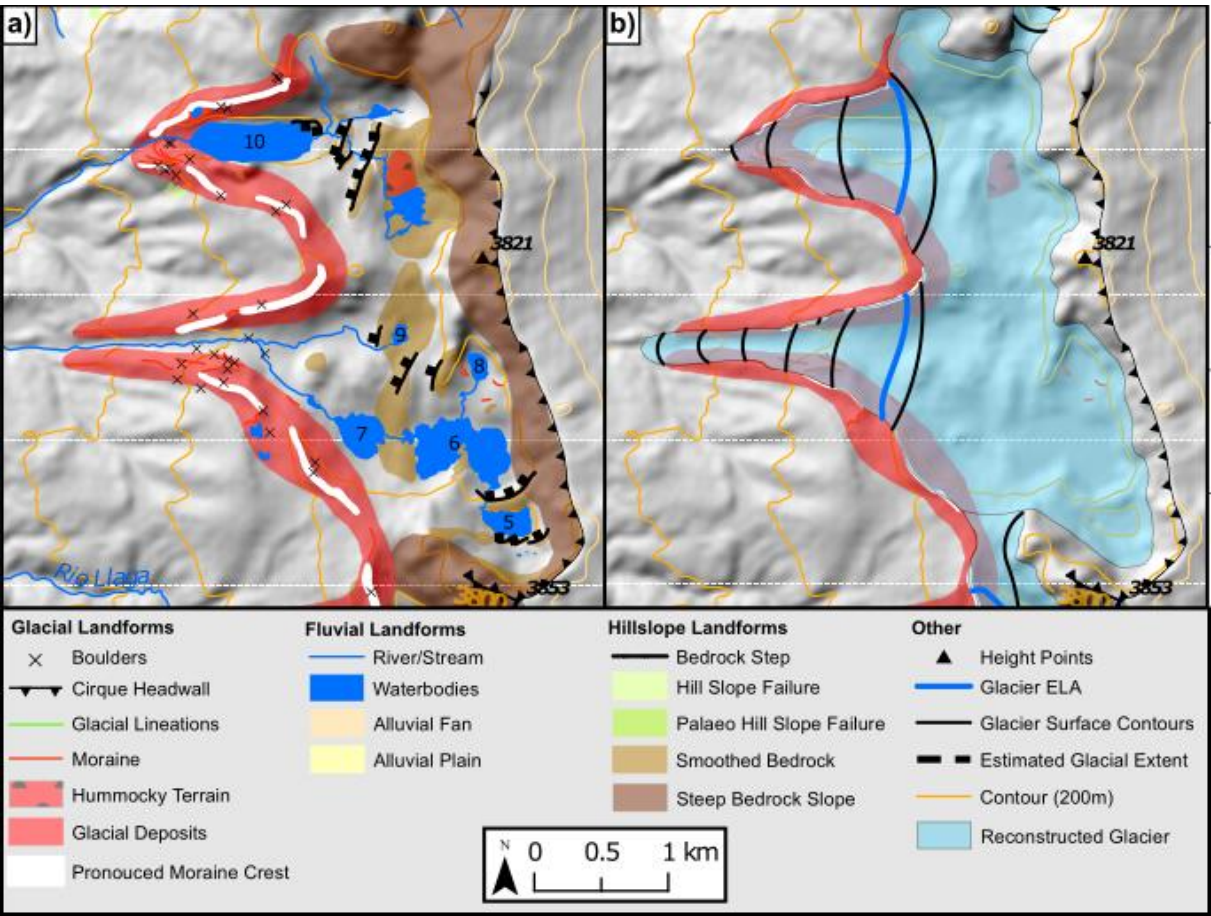 a)
b)
10
3821
3821
9
8
7
6
5
Río Llaga
3853
3853
Glacial Landforms
Boulders
Cirque Headwall
Glacial Lineations
Moraine
Hummocky Terrain
Glacial Deposits
Pronouced Moraine Crest
Fluvial Landforms
River/Stream
Waterbodies
Alluvial Fan
Alluvial Plain
Hillslope Landforms
Bedrock Step
Hill Slope Failure
Palaeo Hill Slope Failure
Smoothed Bedrock
Steep Bedrock Slope
Other
Height Points
Glacier ELA
Glacier Surface Contours
Estimated Glacial Extent
Contour (200m)
Reconstructed Glacier
N
0 0.5 1 km